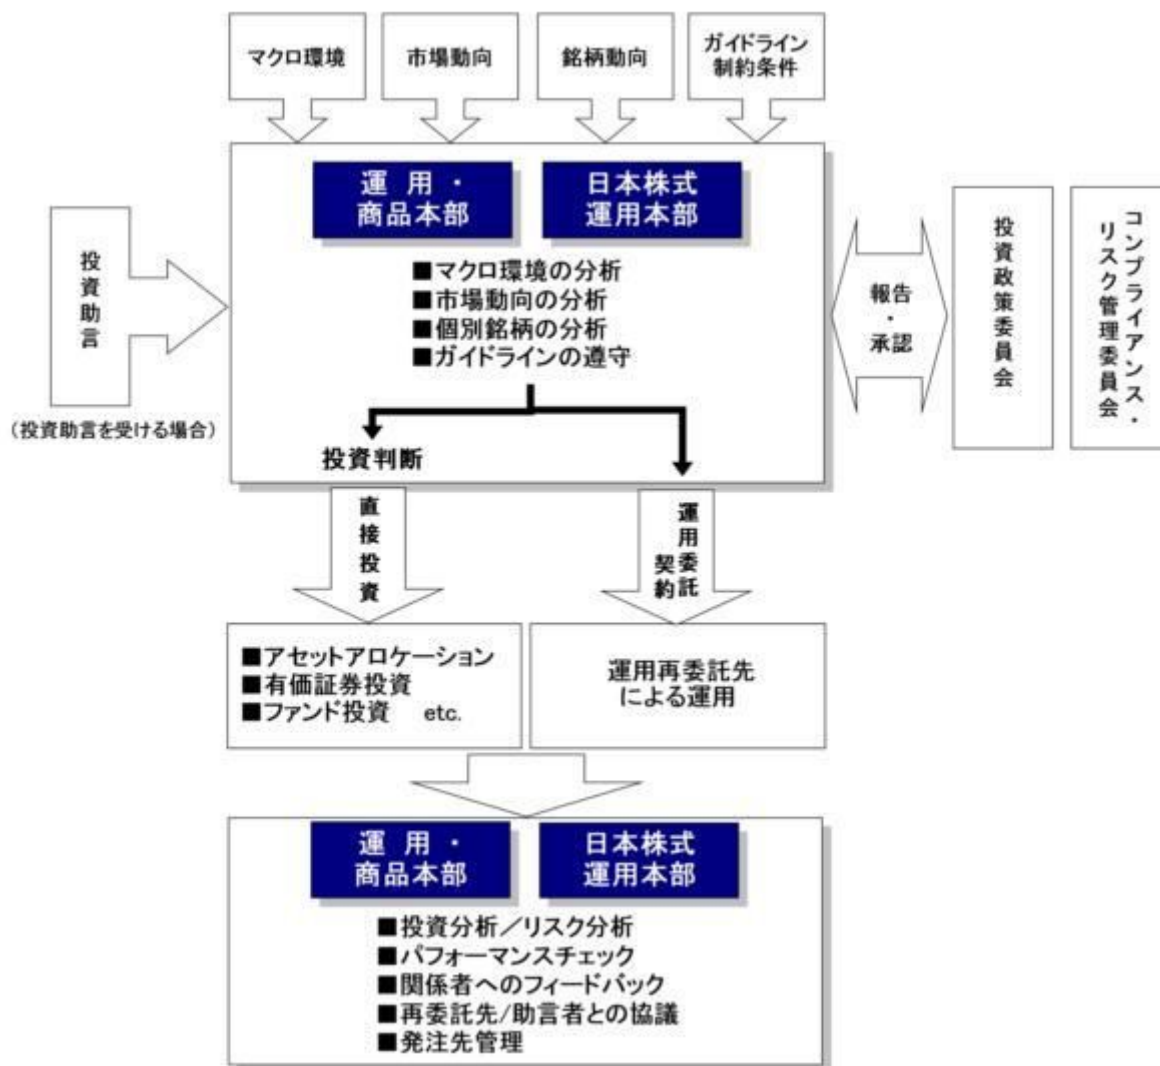 マクロ環境
市場動向
銘柄動向
ガイドライン
制約条件
運 用 ・
商品本部
日本株式
運用本部
■マクロ環境の分析
■市場動向の分析
■個別銘柄の分析
■ガイドラインの遵守
投資助言
(投資助言を受ける場合)
報告
・
承認
投資政策委員会
コンプライアンス・
リスク管理委員会
投資判断
直接投資
運用委託
契約
■アセットアロケーション
■有価証券投資
■ファンド投資 etc.
運用再委託先
による運用
運 用 ・
商品本部
日本株式
運用本部
■投資分析／リスク分析
■パフォーマンスチェック
■関係者へのフィードバック
■再委託先/助言者との協議
■発注先管理